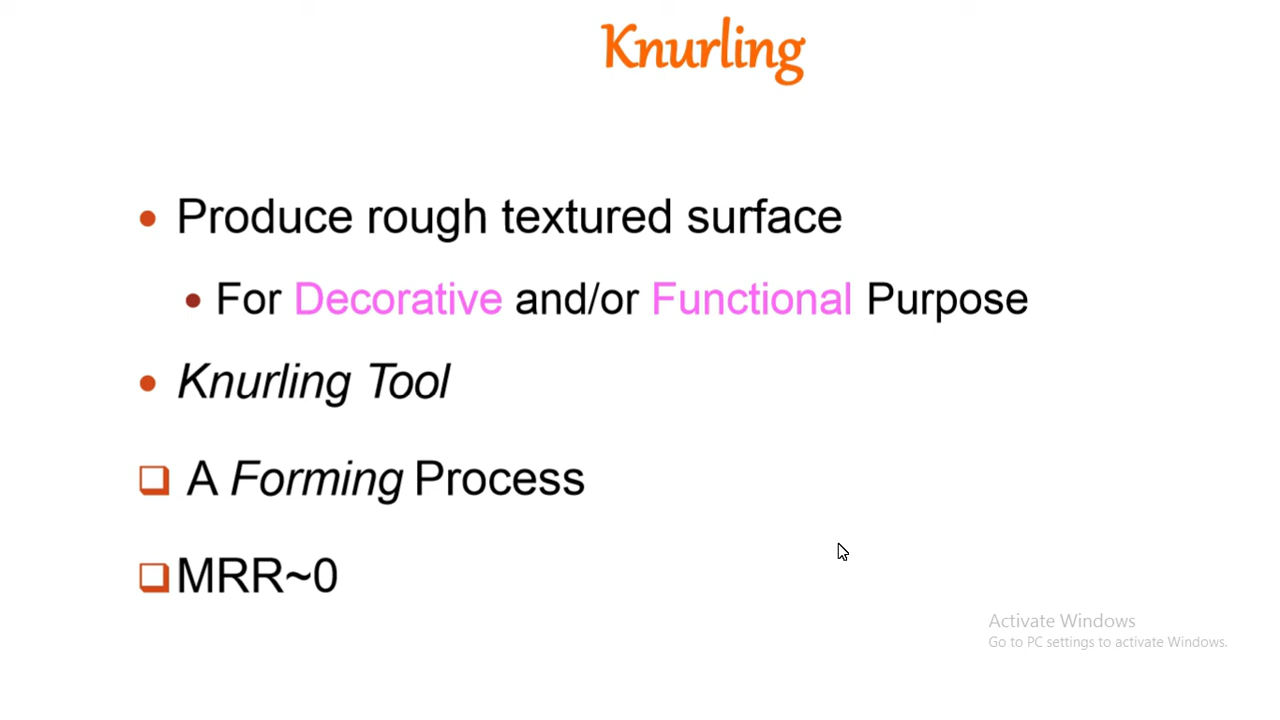 Knurling
Produce rough textured surface
For Decorative and/or Functional Purpose
Knurling Tool
A Forming Process
MRR~0
Activate Windows
Go to PC settings to activate Windows.